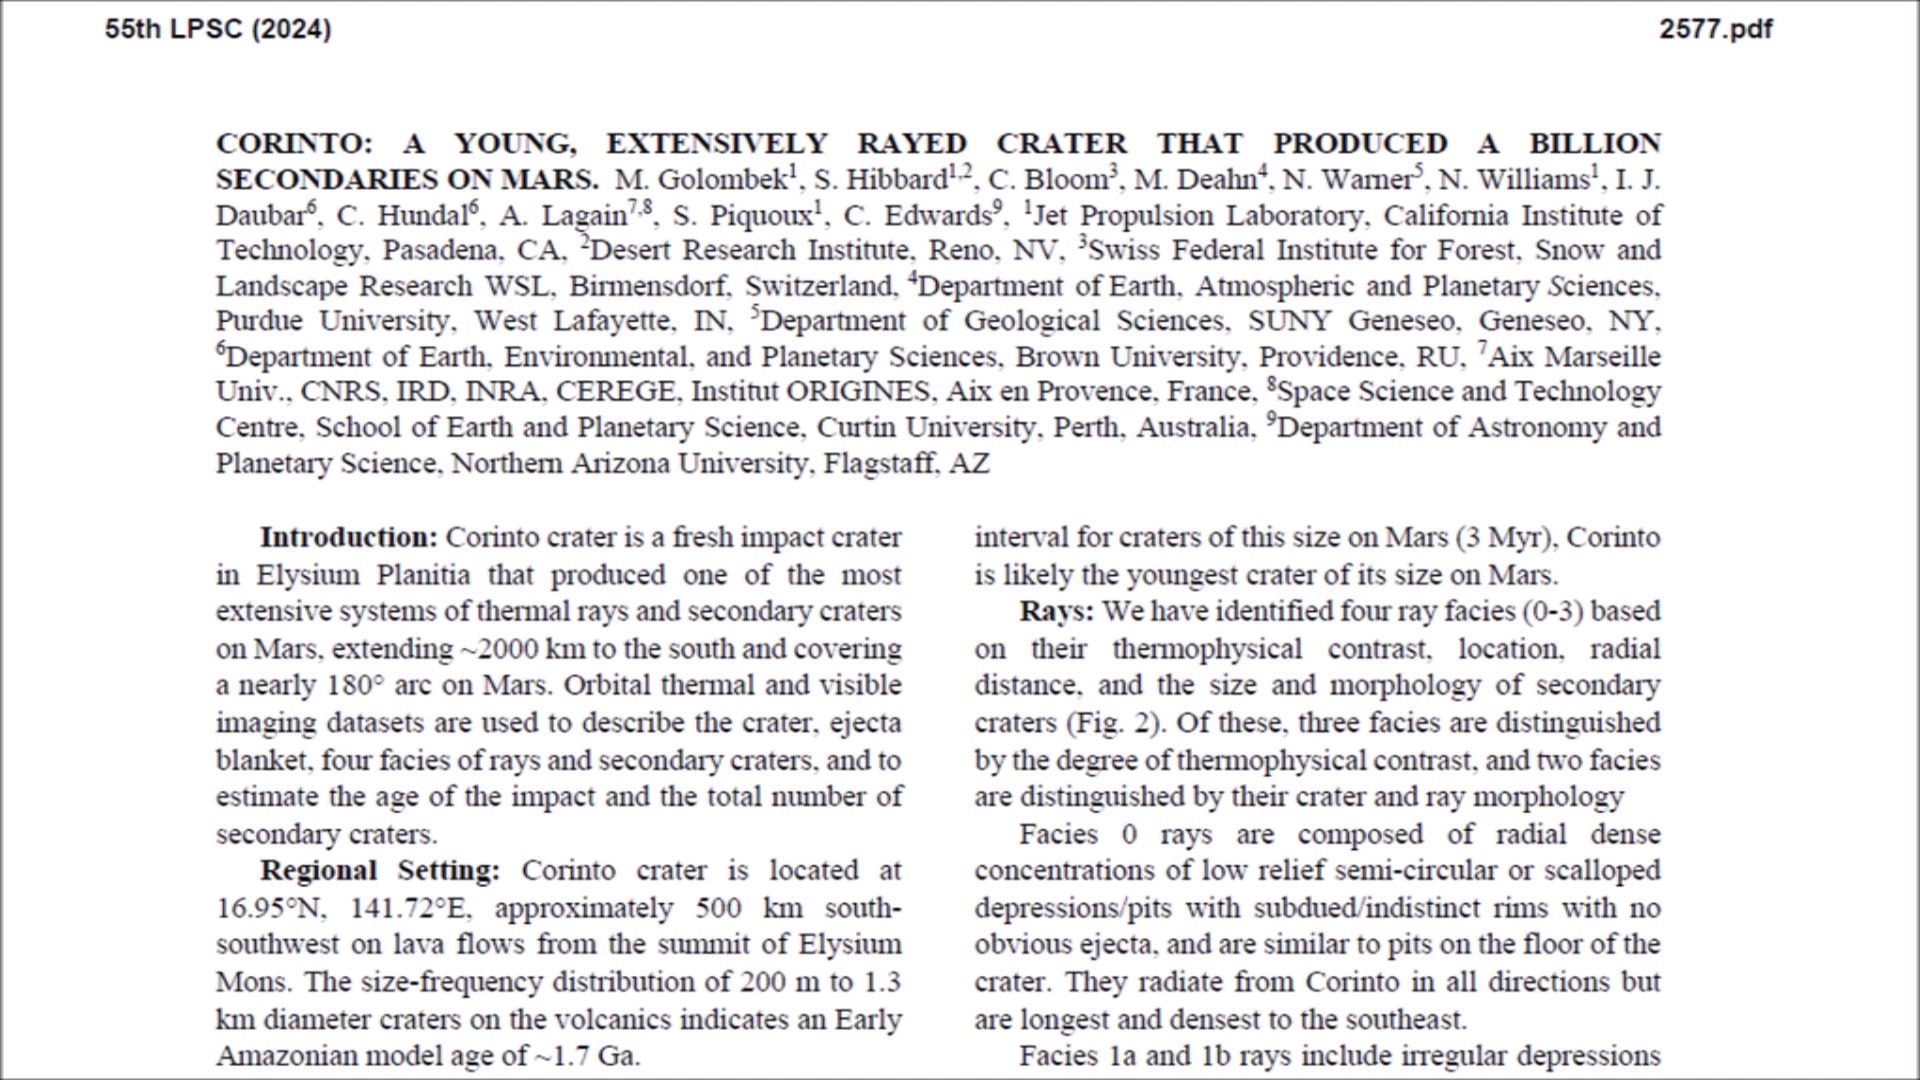 55th LPSC (2024)
2577.pdf
CORINTO: A YOUNG, EXTENSIVELY RAYED CRATER THAT PRODUCED A BILLION
SECONDARIES ON MARS. M. Golombek1, S. Hibbard1,2, C. Bloom3, M. Deahn4, N. Warner5, N. Williams1, I. J.
Daubar6, C. Hundal6, A. Lagain7,8, S. Piquoux1, C. Edwards9, 1Jet Propulsion Laboratory, California Institute of
Technology, Pasadena, CA, 2Desert Research Institute, Reno, NV, 3Swiss Federal Institute for Forest, Snow and
Landscape Research WSL, Birmensdorf, Switzerland, 4Department of Earth, Atmospheric and Planetary Sciences,
Purdue University, West Lafayette, IN, 5Department of Geological Sciences, SUNY Geneseo, Geneseo, NY,
6Department of Earth, Environmental, and Planetary Sciences, Brown University, Providence, RU, 7Aix Marseille
Univ., CNRS, IRD, INRA, CEREGE, Institut ORIGINES, Aix en Provence, France, 8Space Science and Technology
Centre, School of Earth and Planetary Science, Curtin University, Perth, Australia, 9Department of Astronomy and
Planetary Science, Northern Arizona University, Flagstaff, AZ
Introduction: Corinto crater is a fresh impact crater
in Elysium Planitia that produced one of the most
extensive systems of thermal rays and secondary craters
on Mars, extending ~2000 km to the south and covering
a nearly 180° arc on Mars. Orbital thermal and visible
imaging datasets are used to describe the crater, ejecta
blanket, four facies of rays and secondary craters, and to
estimate the age of the impact and the total number of
secondary craters.
Regional Setting: Corinto crater is located at
16.95°N, 141.72°E, approximately 500 km south-
southwest on lava flows from the summit of Elysium
Mons. The size-frequency distribution of 200 m to 1.3
km diameter craters on the volcanics indicates an Early
Amazonian model age of ~1.7 Ga.
interval for craters of this size on Mars (3 Myr), Corinto
is likely the youngest crater of its size on Mars.
Rays: We have identified four ray facies (0-3) based
on their thermophysical contrast, location, radial
distance, and the size and morphology of secondary
craters (Fig. 2). Of these, three facies are distinguished
by the degree of thermophysical contrast, and two facies
are distinguished by their crater and ray morphology
Facies 0 rays are composed of radial dense
concentrations of low relief semi-circular or scalloped
depressions/pits with subdued/indistinct rims with no
obvious ejecta, and are similar to pits on the floor of the
crater. They radiate from Corinto in all directions but
are longest and densest to the southeast.
Facies 1a and 1b rays include irregular depressions